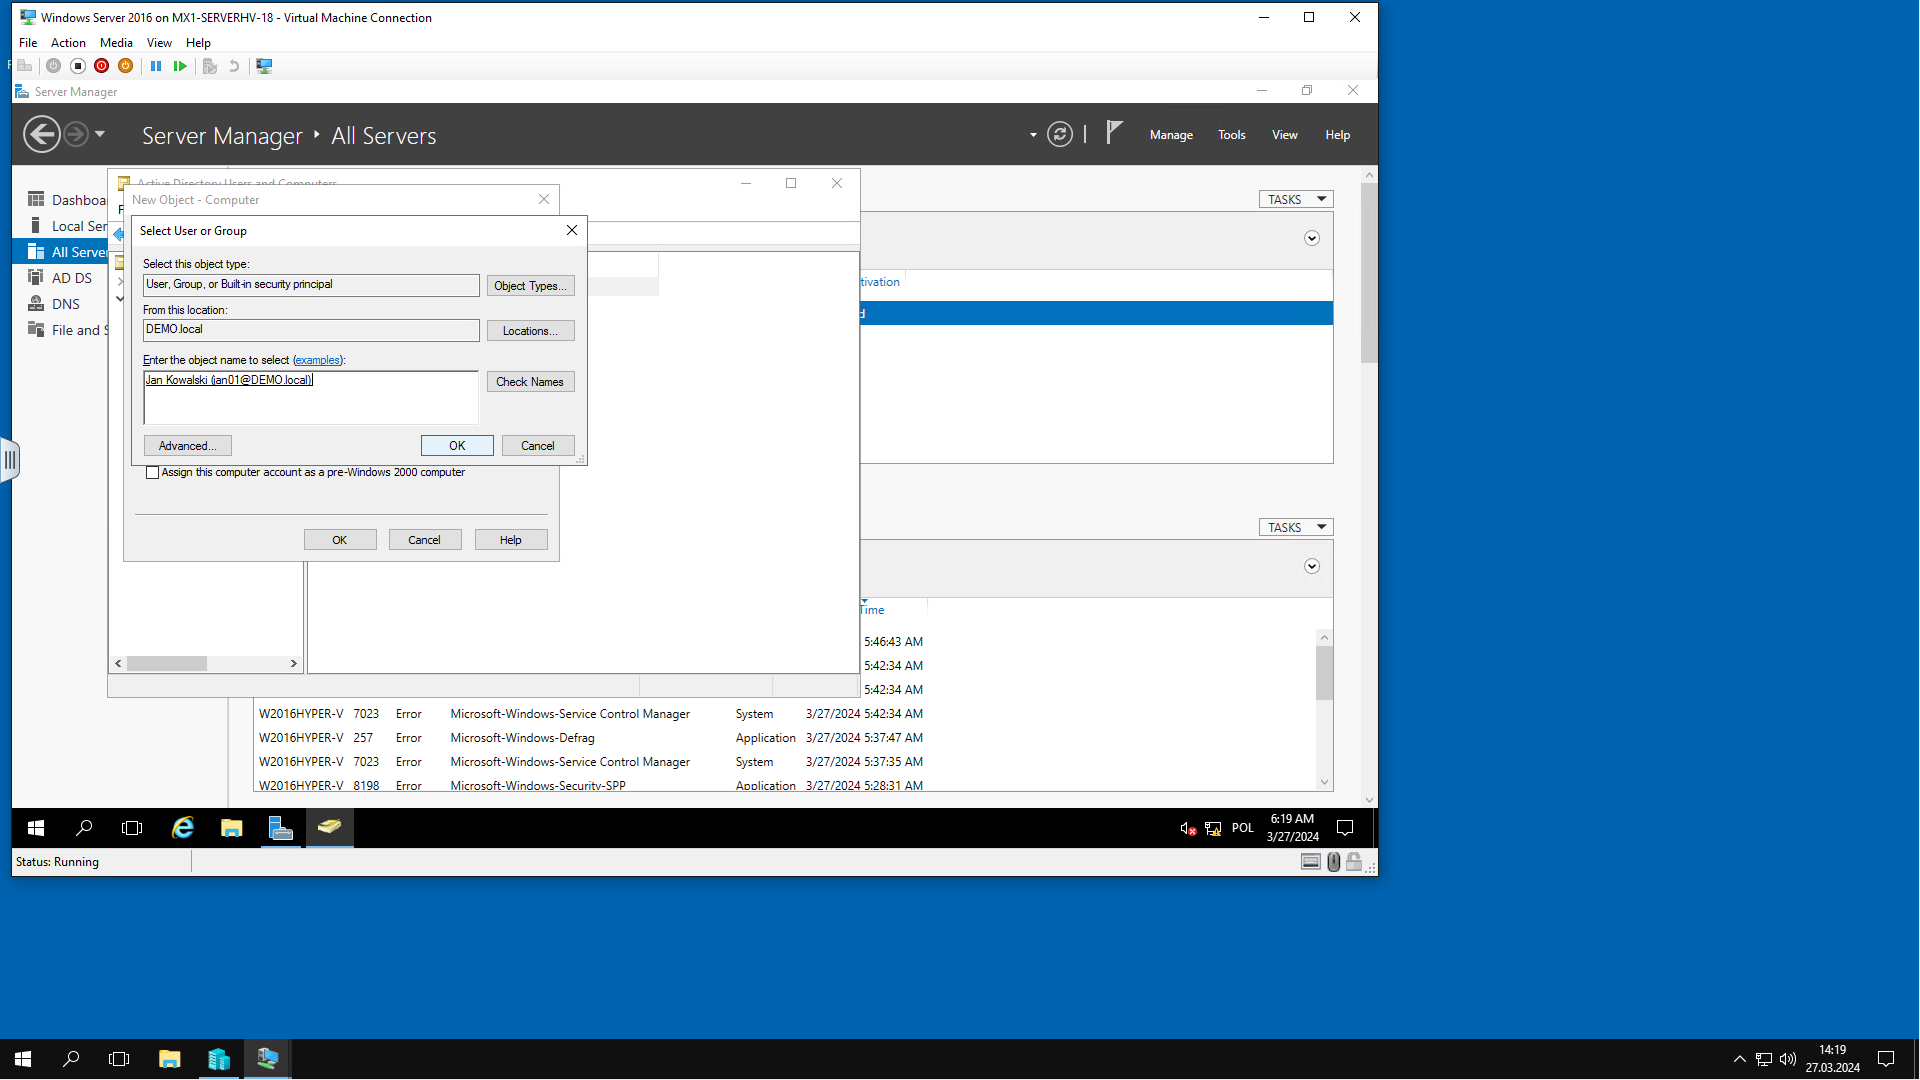 Windows Server 2016 on MX1-SERVERHV-18 - Virtual Machine Connection
File Action Media View Help
Server Manager
Server Manager All Servers
Manage Tools View Help
Dashboa
Local Ser
All Server
AD DS
DNS
File and S
Active Directory Users and Computers
New Object - Computer
Select User or Group
Select this object type:
User, Group, or Built-in security principal
Object Types...
From this location:
DEMO.local
Locations...
Enter the object name to select (examples):
Jan Kowalski (jan01@DEMO.local)
Check Names
Advanced...
OK
Cancel
Assign this computer account as a pre-Windows 2000 computer
OK
Cancel
Help
TASKS
tivation
d
TASKS
Time
5:46:43 AM
5:42:34 AM
5:42:34 AM
W2016HYPER-V 7023 Error Microsoft-Windows-Service Control Manager System 3/27/2024 5:42:34 AM
W2016HYPER-V 257 Error Microsoft-Windows-Defrag Application 3/27/2024 5:37:47 AM
W2016HYPER-V 7023 Error Microsoft-Windows-Service Control Manager System 3/27/2024 5:37:35 AM
W2016HYPER-V 8198 Error Microsoft-Windows-Security-SPP Application 3/27/2024 5:28:31 AM
POL
6:19 AM
3/27/2024
Status: Running
14:19
27.03.2024